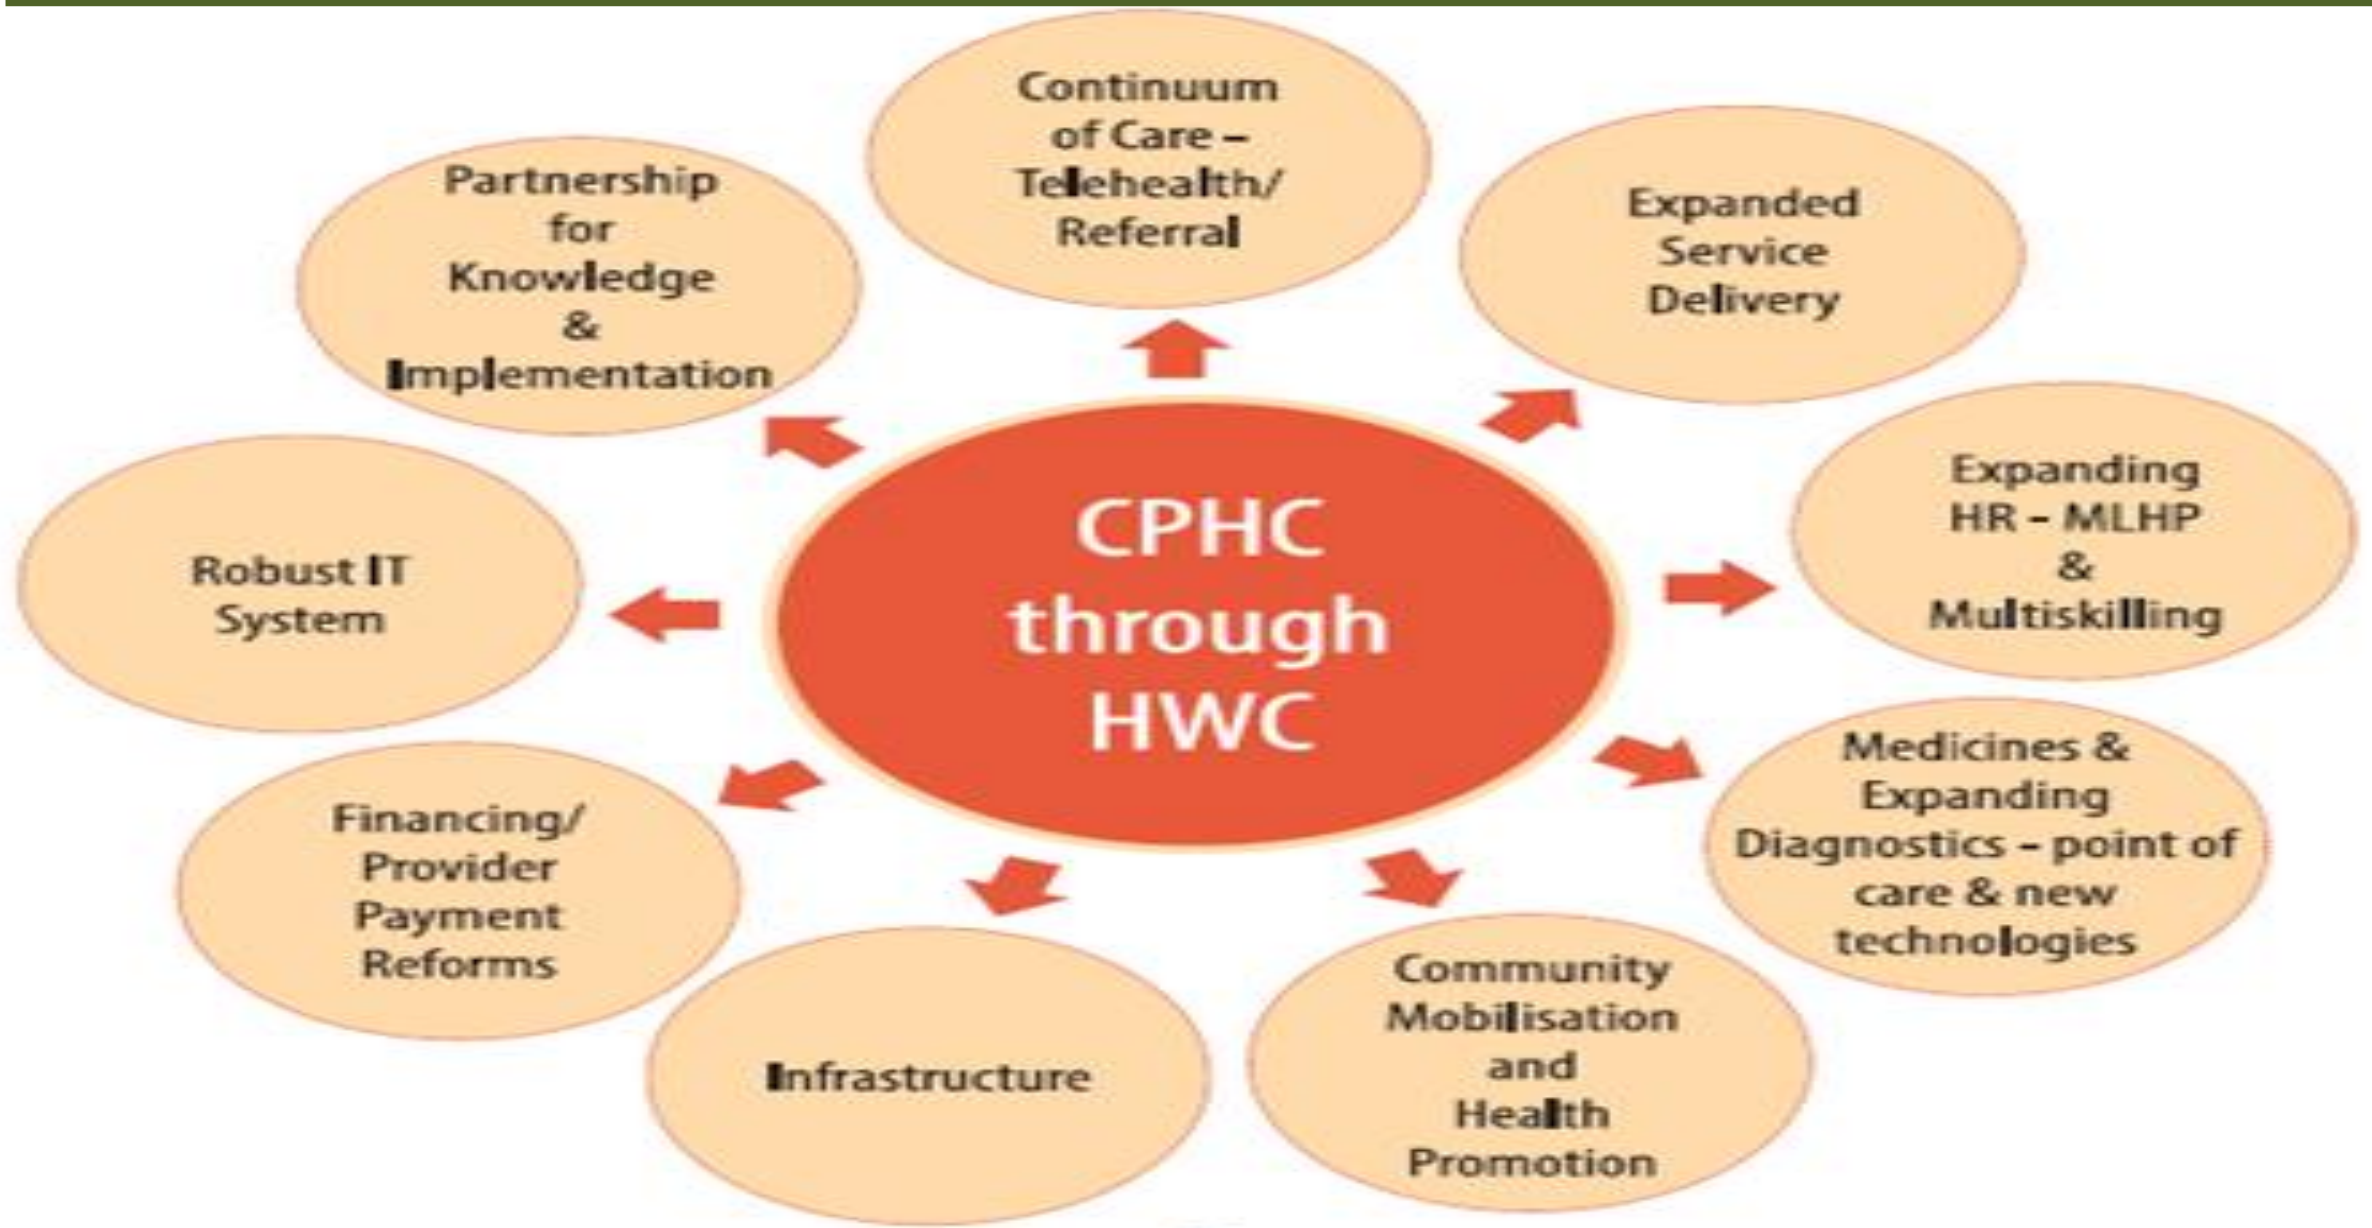 Continuum
of Care –
Telehealth/
Referral
Expanded
Service
Delivery
Expanding
HR – MLHP
&
Multiskilling
Medicines &
Expanding
Diagnostics – point of
care & new
technologies
Community
Mobilisation
and
Health
Promotion
Infrastructure
Financing/
Provider
Payment
Reforms
Robust IT
System
Partnership
for
Knowledge
&
Implementation
CPHC
through
HWC